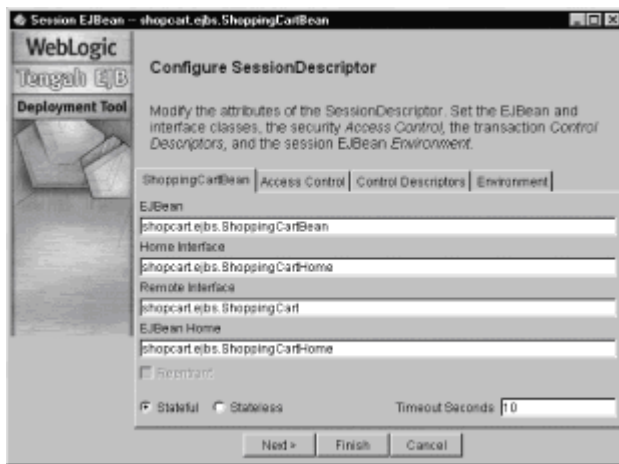 Session EJBean -- shopcart.ejbs.ShoppingCartBean
WebLogic
Tengah EJB
Deployment Tool
Configure SessionDescriptor
Modify the attributes of the SessionDescriptor. Set the EJBean and
interface classes, the security Access Control, the transaction Control
Descriptors, and the session EJBean Environment.
ShoppingCartBean Access Control Control Descriptors Environment
EJBean
shopcart.ejbs.ShoppingCartBean
Home Interface
shopcart.ejbs.ShoppingCartHome
Remote Interface
shopcart.ejbs.ShoppingCart
EJBean Home
shopcart.ejbs.ShoppingCartHome
Reentrant
Stateful Stateless Timeout Seconds 10
Next > Finish Cancel